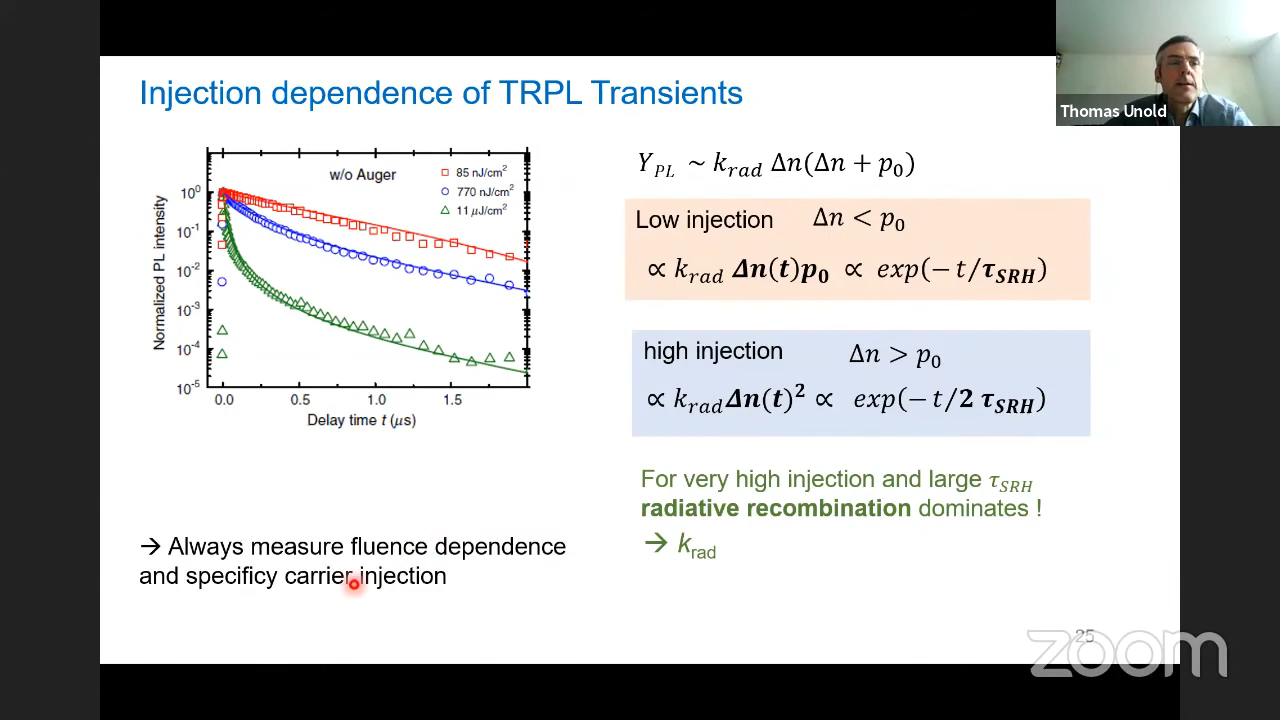 Injection dependence of TRPL Transients
Thomas Unold
w/o Auger
85 nJ/cm²
770 nJ/cm²
11 μJ/cm²
Normalized PL intensity
10⁰
10⁻¹
10⁻²
10⁻³
10⁻⁴
10⁻⁵
0.0 0.5 1.0 1.5
Delay time t (μs)
Y_PL ~ k_rad Δn(Δn + p₀)
Low injection Δn < p₀
∝ k_rad Δn(t)p₀ ∝ exp(− t/τ_SRH)
high injection Δn > p₀
∝ k_rad Δn(t)² ∝ exp(− t/2 τ_SRH)
For very high injection and large τ_SRH
radiative recombination dominates !
→ k_rad
→ Always measure fluence dependence
and specificy carrier injection
25
zoom